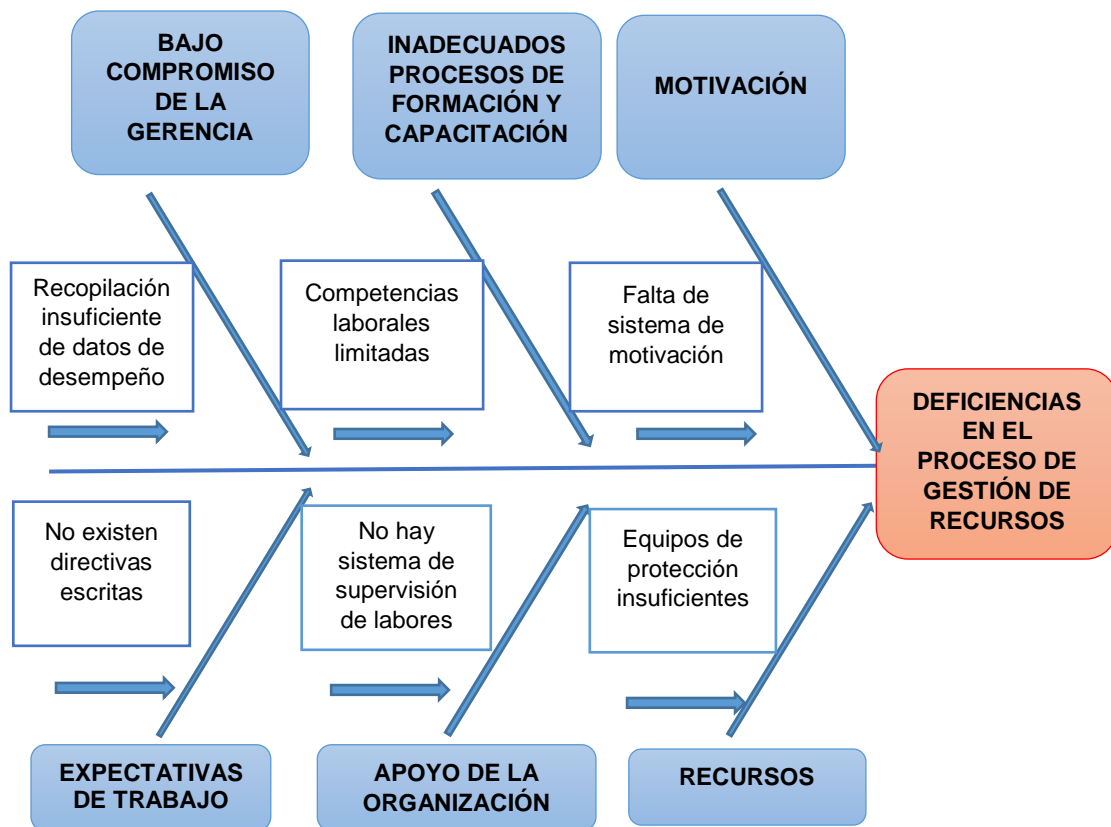 BAJO
COMPROMISO
DE LA
GERENCIA
INADECUADOS
PROCESOS DE
FORMACIÓN Y
CAPACITACIÓN
MOTIVACIÓN
Recopilación
insuficiente
de datos de
desempeño
Competencias
laborales
limitadas
Falta de
sistema de
motivación
DEFICIENCIAS
EN EL
PROCESO DE
GESTIÓN DE
RECURSOS
No existen
directivas
escritas
No hay
sistema de
supervisión
de labores
Equipos de
protección
insuficientes
EXPECTATIVAS
DE TRABAJO
APOYO DE LA
ORGANIZACIÓN
RECURSOS